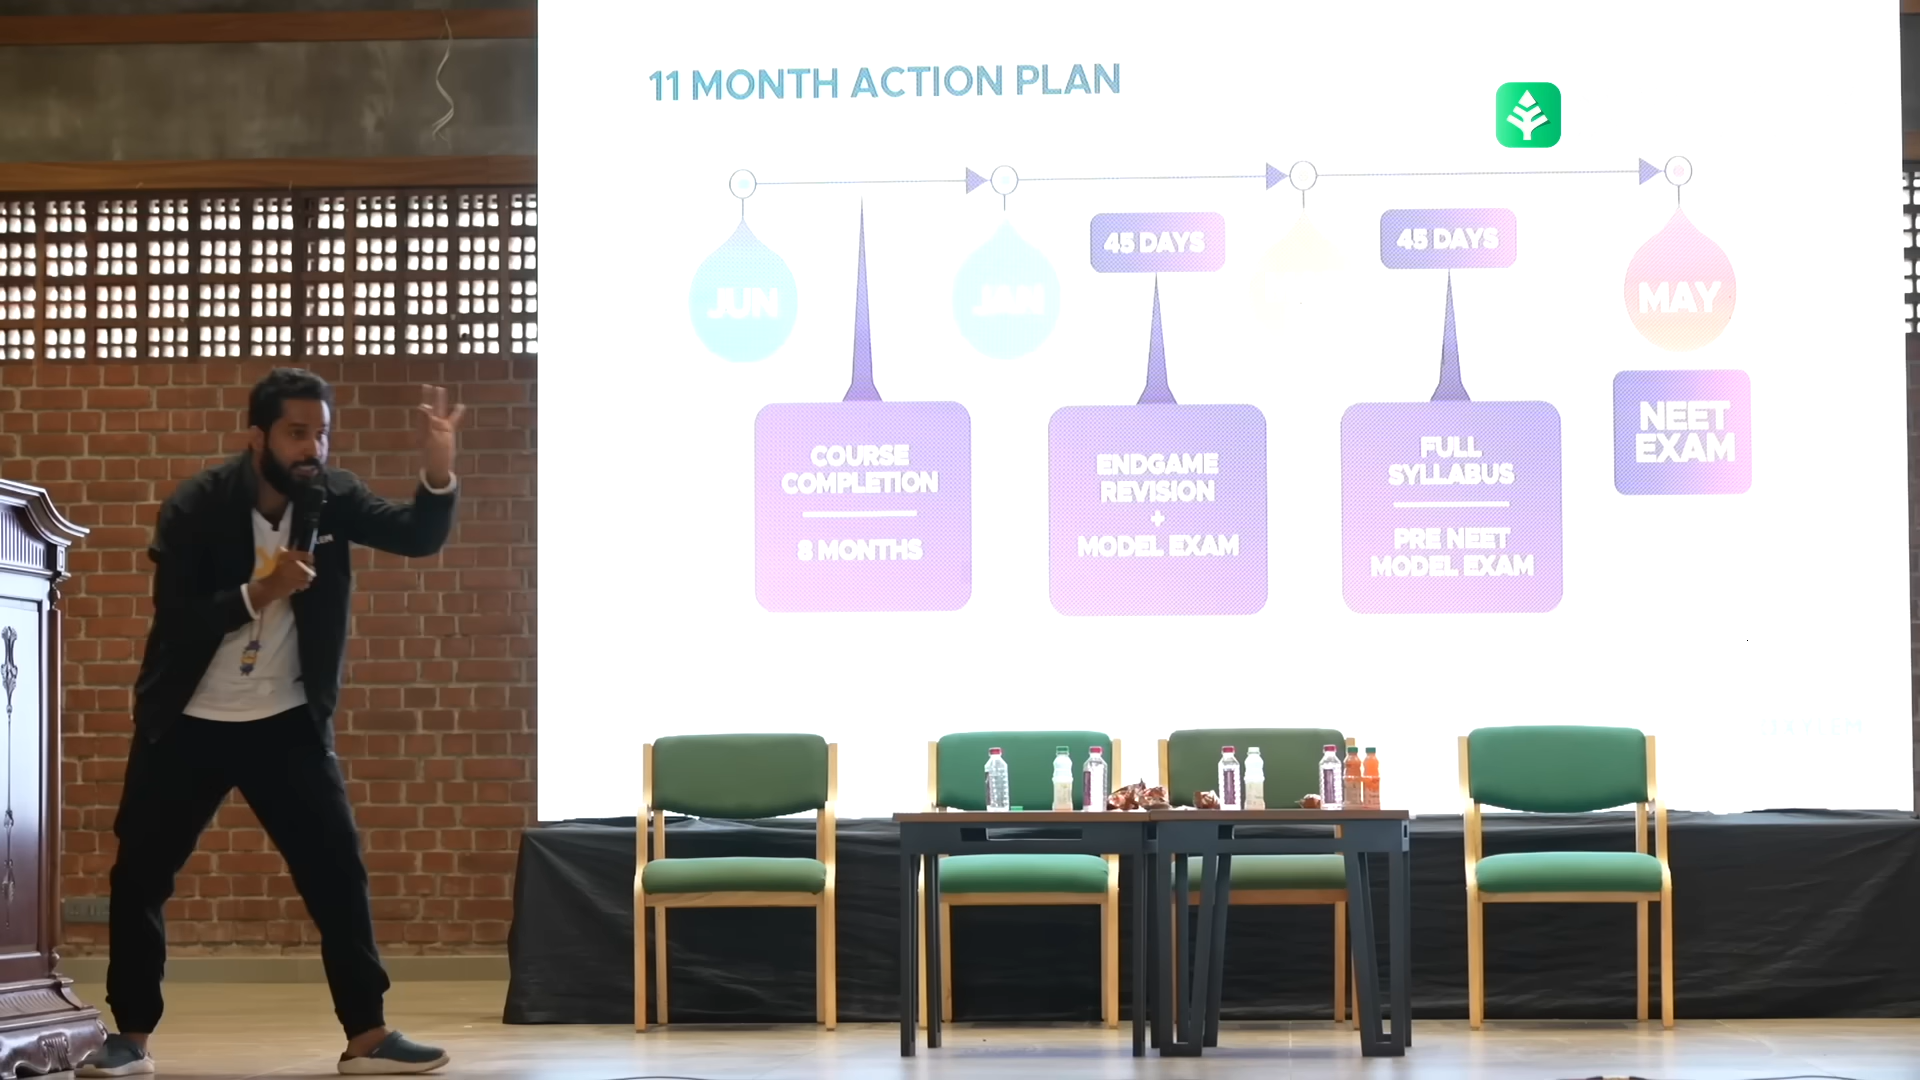 11 MONTH ACTION PLAN
JUN
JAN
45 DAYS
45 DAYS
MAY
COURSE
COMPLETION
8 MONTHS
ENDGAME
REVISION
+
MODEL EXAM
FULL
SYLLABUS
PRE NEET
MODEL EXAM
NEET
EXAM